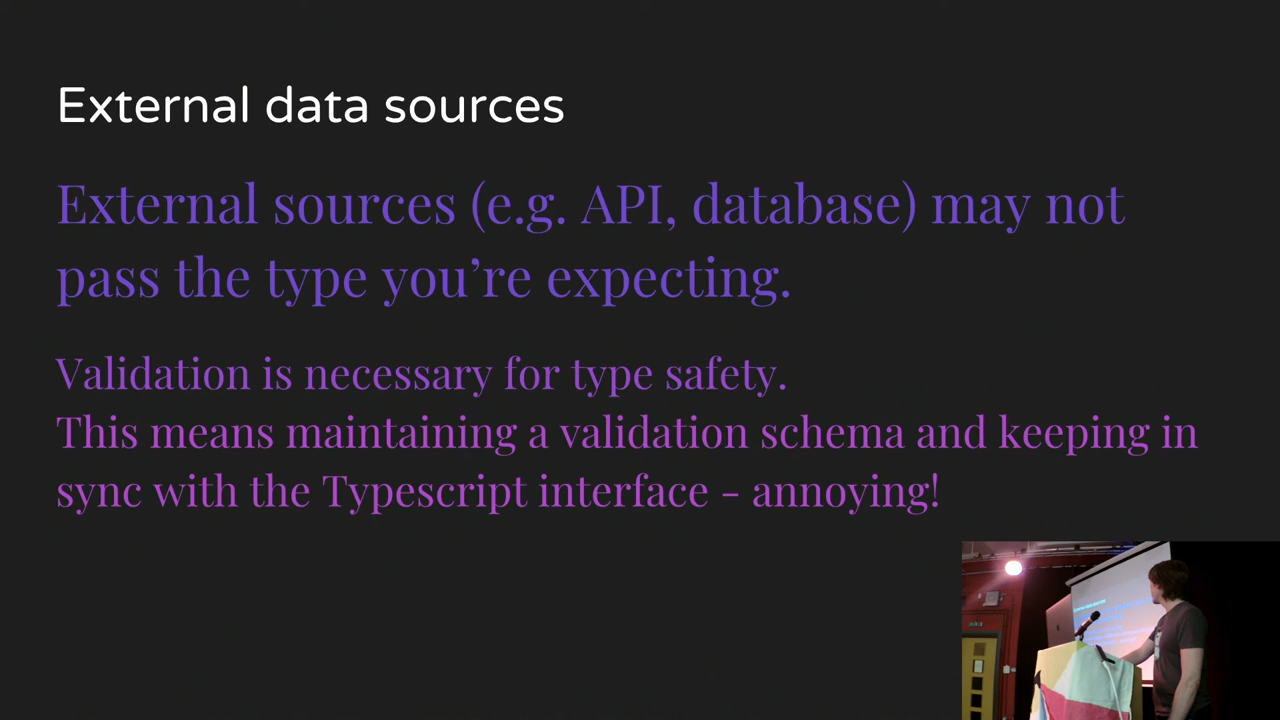 External data sources
External sources (e.g. API, database) may not
pass the type you're expecting.
Validation is necessary for type safety.
This means maintaining a validation schema and keeping in
sync with the Typescript interface - annoying!